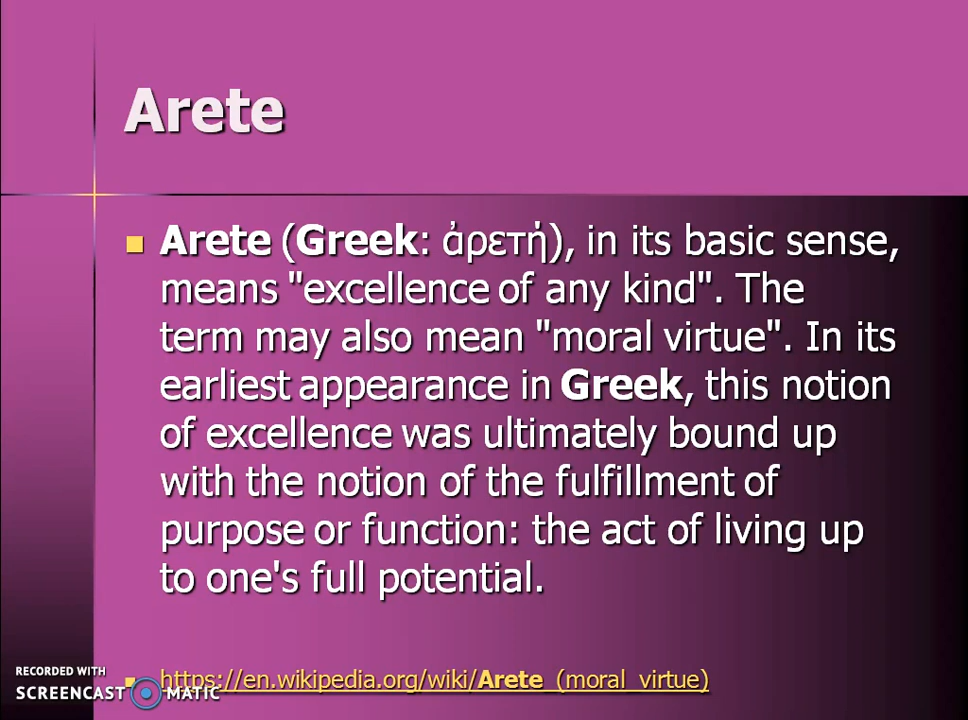 Arete
Arete (Greek: ἀρετή), in its basic sense,
means "excellence of any kind". The
term may also mean "moral virtue". In its
earliest appearance in Greek, this notion
of excellence was ultimately bound up
with the notion of the fulfillment of
purpose or function: the act of living up
to one's full potential.
https://en.wikipedia.org/wiki/Arete_(moral_virtue)
RECORDED WITH
SCREENCAST MATIC